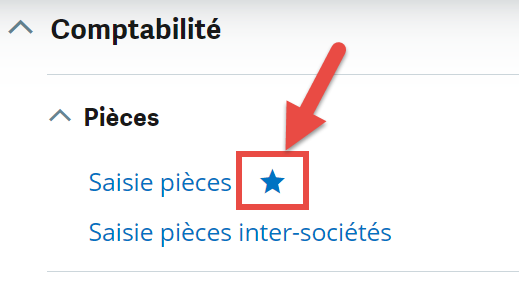 Comptabilité
Pièces
Saisie pièces
Saisie pièces inter-sociétés